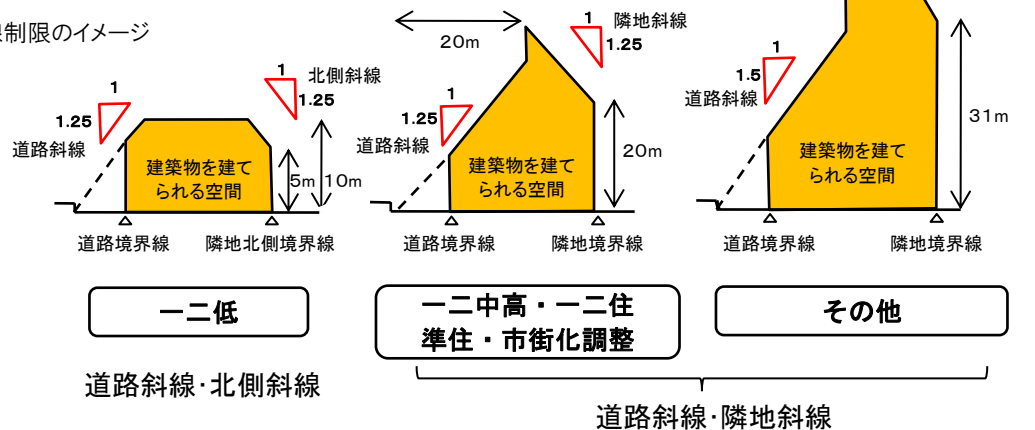 制限のイメージ
1
1.25
道路斜線
1
北側斜線
1.25
建築物を建て
られる空間
5m
10m
道路境界線
隣地北側境界線
一二低
道路斜線・北側斜線
20m
1
隣地斜線
1.25
1
1.25
道路斜線
建築物を建て
られる空間
20m
道路境界線
隣地境界線
一二中高・一二住
準住・市街化調整
1
1.5
道路斜線
建築物を建て
られる空間
31m
道路境界線
隣地境界線
その他
道路斜線・隣地斜線